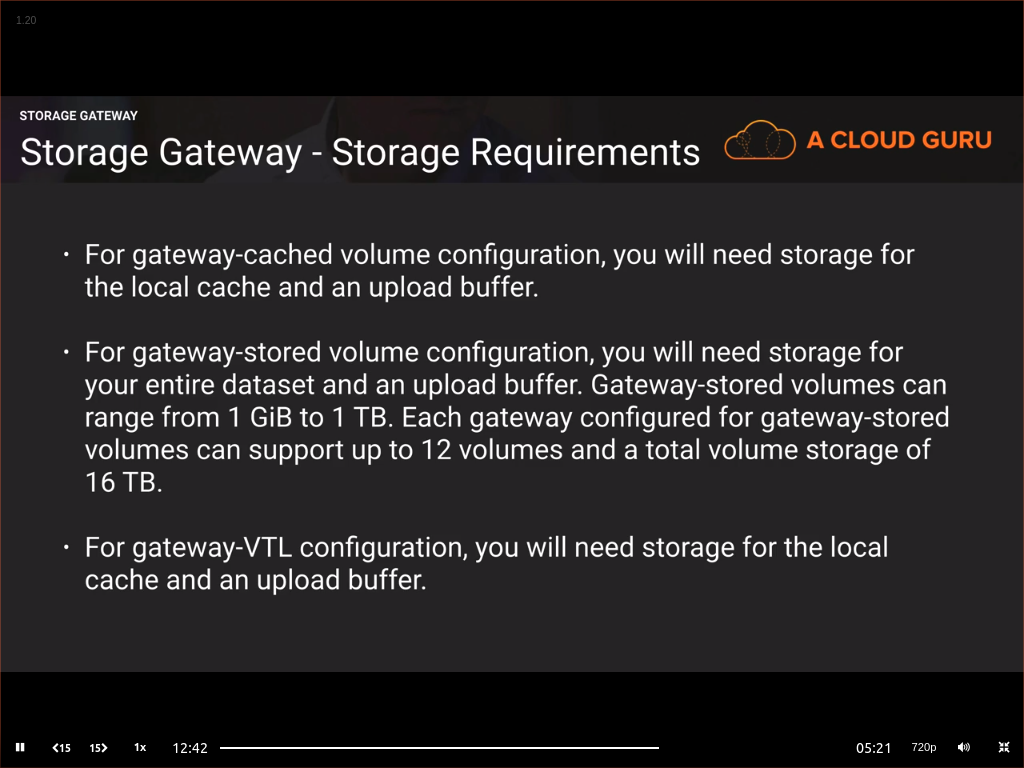 1.20
STORAGE GATEWAY
Storage Gateway - Storage Requirements
A CLOUD GURU
· For gateway-cached volume configuration, you will need storage for
the local cache and an upload buffer.
· For gateway-stored volume configuration, you will need storage for
your entire dataset and an upload buffer. Gateway-stored volumes can
range from 1 GiB to 1 TB. Each gateway configured for gateway-stored
volumes can support up to 12 volumes and a total volume storage of
16 TB.
· For gateway-VTL configuration, you will need storage for the local
cache and an upload buffer.
15 15 1x 12:42 05:21 720p